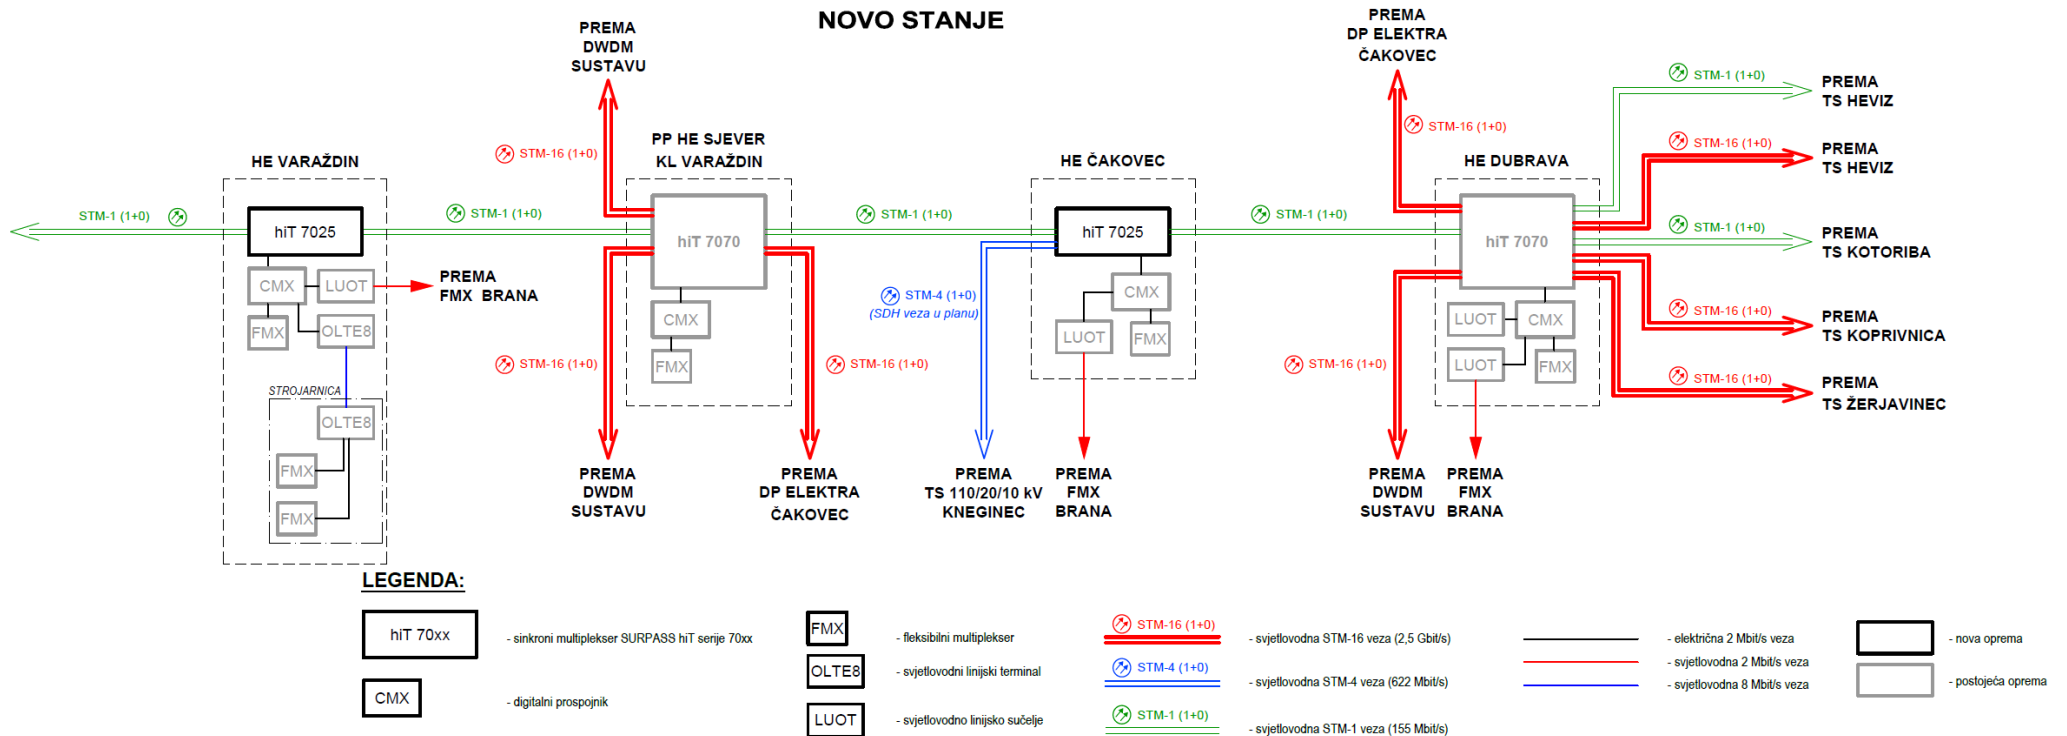 NOVO STANJE
PREMA
DWDM
SUSTAVU
PREMA
DP ELEKTRA
ČAKOVEC
STM-1 (1+0)
PREMA
TS HEVIZ
STM-16 (1+0)
STM-16 (1+0)
STM-16 (1+0)
PREMA
TS HEVIZ
HE VARAŽDIN
PP HE SJEVER
KL VARAŽDIN
HE ČAKOVEC
HE DUBRAVA
STM-1 (1+0)
STM-1 (1+0)
STM-1 (1+0)
STM-1 (1+0)
STM-1 (1+0)
PREMA
TS KOTORIBA
hiT 7025
hiT 7070
hiT 7025
hiT 7070
CMX
LUOT
PREMA
FMX BRANA
FMX
OLTE8
STROJARNICA
OLTE8
FMX
FMX
CMX
FMX
STM-16 (1+0)
STM-16 (1+0)
STM-4 (1+0)
(SDH veza u planu)
CMX
LUOT
FMX
STM-16 (1+0)
LUOT
CMX
LUOT
FMX
STM-16 (1+0)
PREMA
TS KOPRIVNICA
STM-16 (1+0)
PREMA
TS ŽERJAVINEC
PREMA
DWDM
SUSTAVU
PREMA
DP ELEKTRA
ČAKOVEC
PREMA
TS 110/20/10 kV
KNEGINEC
PREMA
FMX
BRANA
PREMA
DWDM
SUSTAVU
PREMA
FMX
BRANA
LEGENDA:
hiT 70xx
- sinkroni multiplekser SURPASS hiT serije 70xx
CMX
- digitalni prospojnik
FMX
- fleksibilni multiplekser
OLTE8
- svjetlovodni linijski terminal
LUOT
- svjetlovodno linijsko sučelje
STM-16 (1+0)
- svjetlovodna STM-16 veza (2,5 Gbit/s)
STM-4 (1+0)
- svjetlovodna STM-4 veza (622 Mbit/s)
STM-1 (1+0)
- svjetlovodna STM-1 veza (155 Mbit/s)
- električna 2 Mbit/s veza
- svjetlovodna 2 Mbit/s veza
- svjetlovodna 8 Mbit/s veza
- nova oprema
- postojeća oprema